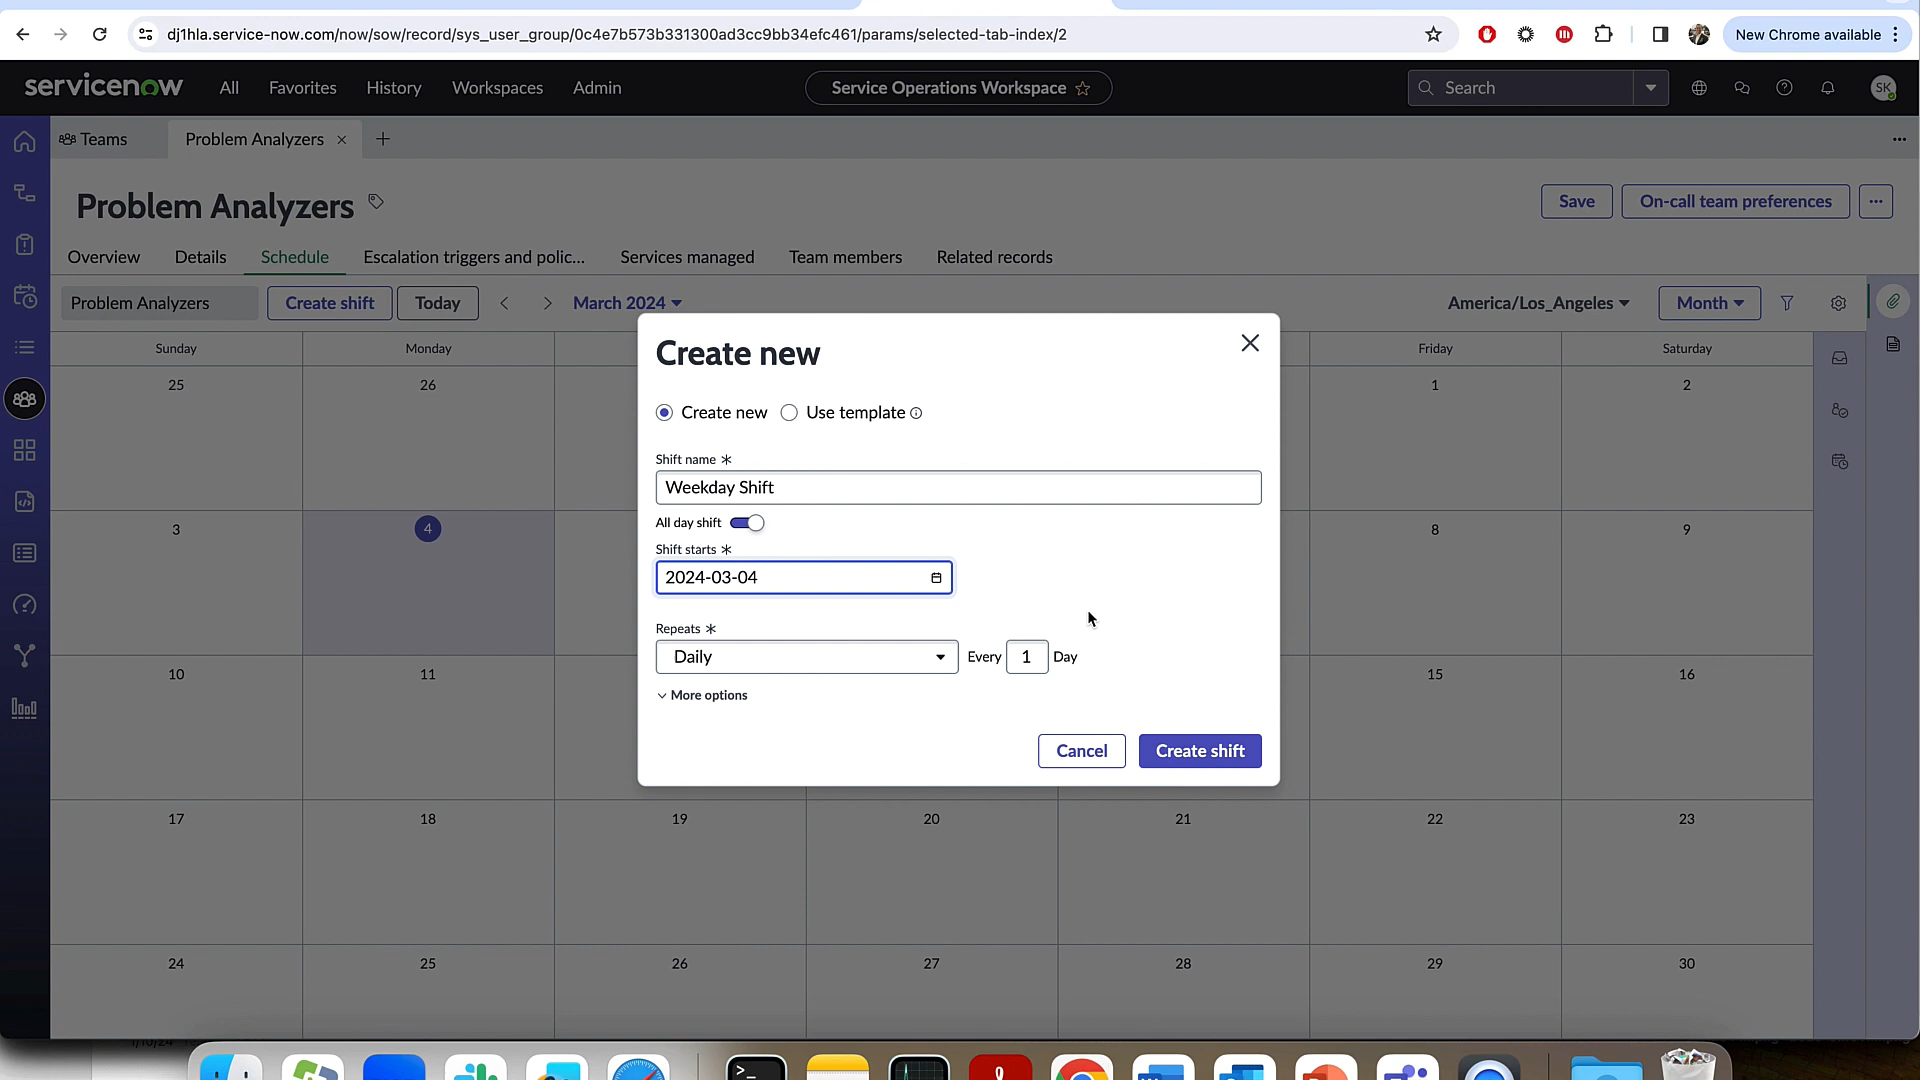 dj1hla.service-now.com/now/sow/record/sys_user_group/0c4e7b573b331300ad3cc9bb34efc461/params/selected-tab-index/2
New Chrome available
servicenow
All
Favorites
History
Workspaces
Admin
Service Operations Workspace
Search
SK
Teams
Problem Analyzers
Problem Analyzers
Save
On-call team preferences
Overview
Details
Schedule
Escalation triggers and polic...
Services managed
Team members
Related records
Problem Analyzers
Create shift
Today
March 2024
America/Los_Angeles
Month
Sunday
Monday
Friday
Saturday
25
26
1
2
3
4
8
9
10
11
15
16
17
18
19
20
21
22
23
24
25
26
27
28
29
30
Create new
Create new
Use template
Shift name *
Weekday Shift
All day shift
Shift starts *
2024-03-04
Repeats *
Daily
Every 1 Day
More options
Cancel
Create shift